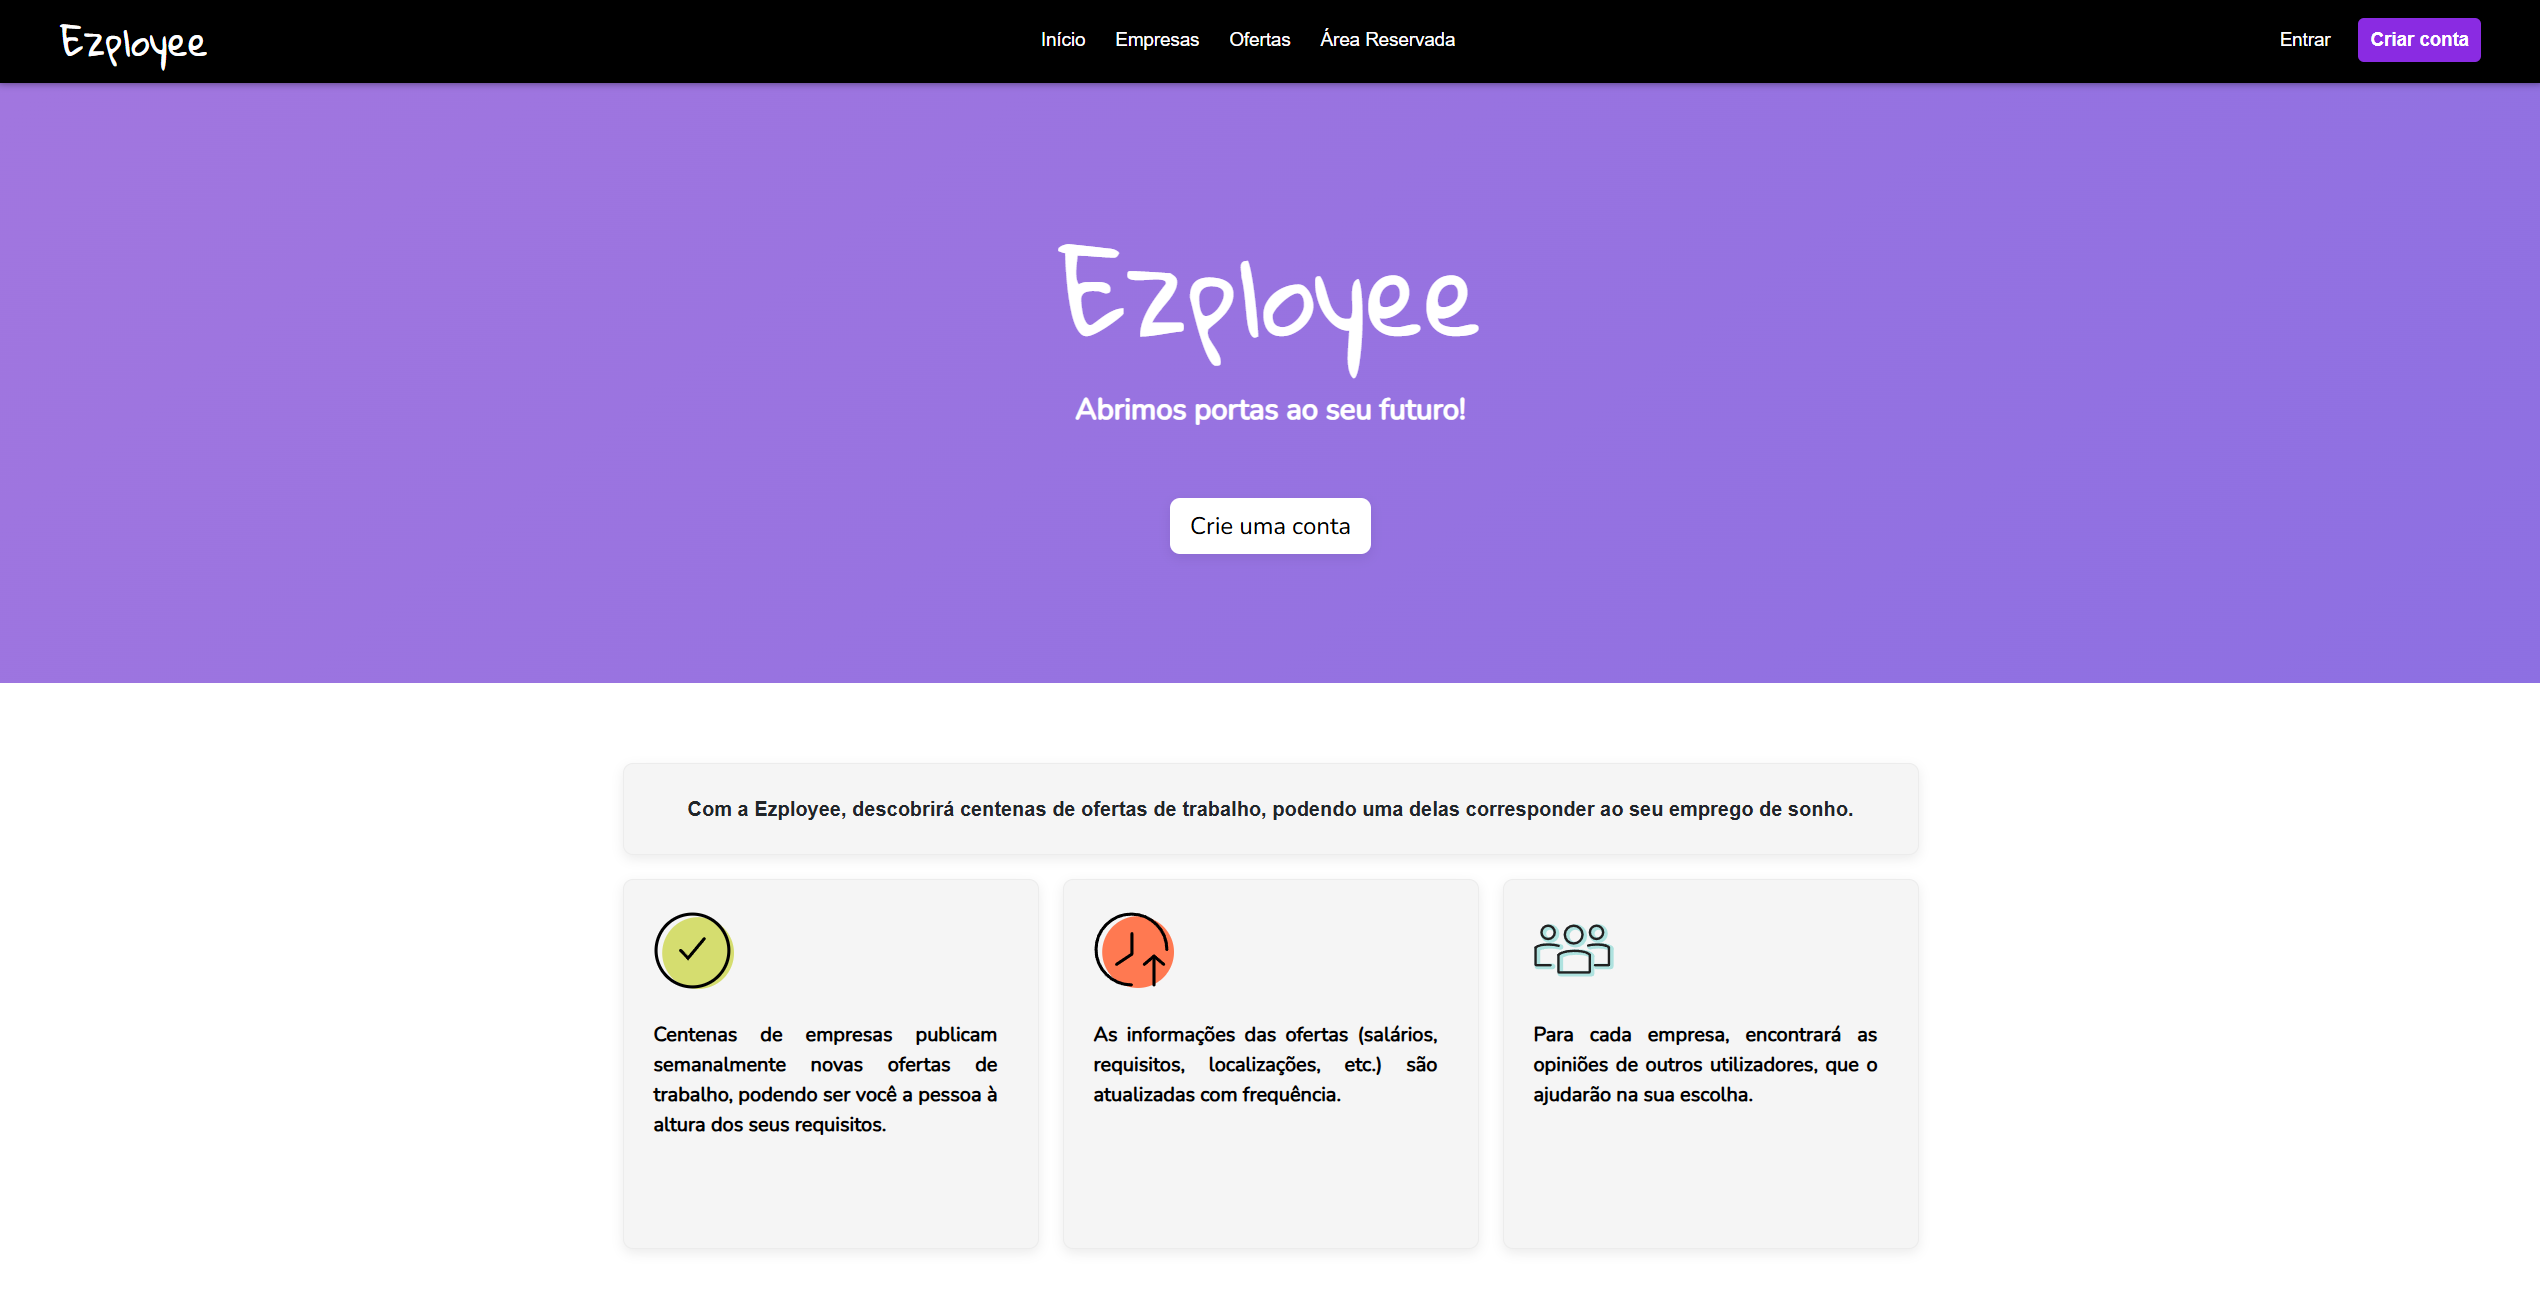 Ezployee
Início Empresas Ofertas Área Reservada
Entrar Criar conta
Ezployee
Abrimos portas ao seu futuro!
Crie uma conta
Com a Ezployee, descobrirá centenas de ofertas de trabalho, podendo uma delas corresponder ao seu emprego de sonho.
Centenas de empresas publicam
semanalmente novas ofertas de
trabalho, podendo ser você a pessoa à
altura dos seus requisitos.
As informações das ofertas (salários,
requisitos, localizações, etc.) são
atualizadas com frequência.
Para cada empresa, encontrará as
opiniões de outros utilizadores, que o
ajudarão na sua escolha.